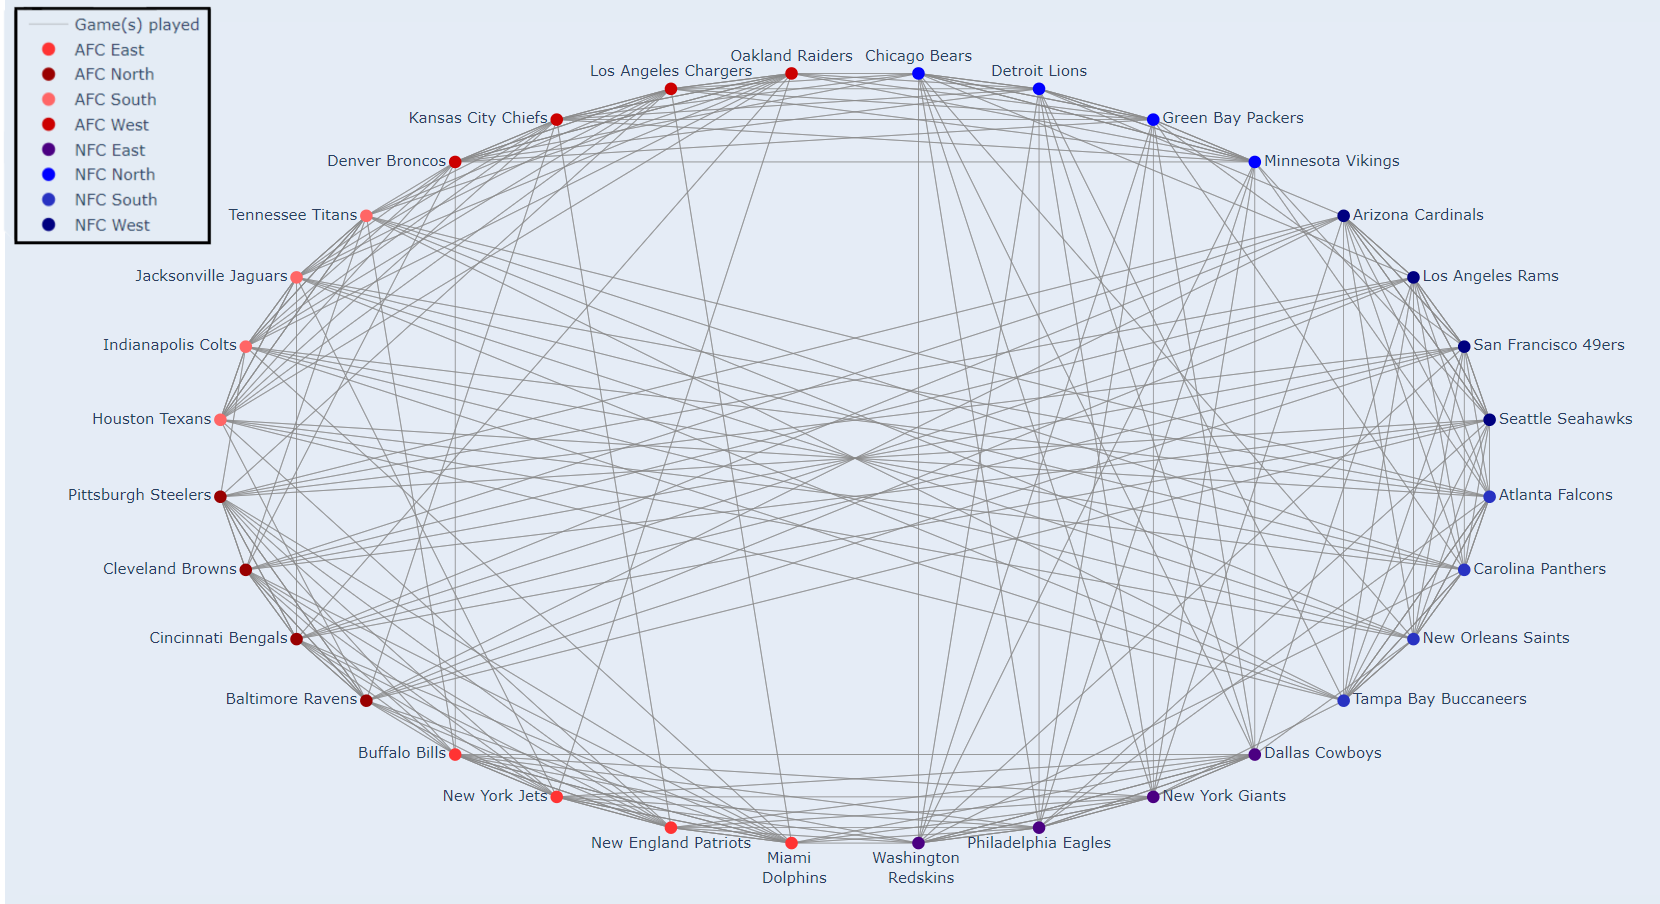 Game(s) played
AFC East
AFC North
AFC South
AFC West
NFC East
NFC North
NFC South
NFC West
Oakland Raiders
Chicago Bears
Los Angeles Chargers
Detroit Lions
Kansas City Chiefs
Green Bay Packers
Denver Broncos
Minnesota Vikings
Tennessee Titans
Arizona Cardinals
Jacksonville Jaguars
Los Angeles Rams
Indianapolis Colts
San Francisco 49ers
Houston Texans
Seattle Seahawks
Pittsburgh Steelers
Atlanta Falcons
Cleveland Browns
Carolina Panthers
Cincinnati Bengals
New Orleans Saints
Baltimore Ravens
Tampa Bay Buccaneers
Buffalo Bills
Dallas Cowboys
New York Jets
New York Giants
New England Patriots
Philadelphia Eagles
Miami
Dolphins
Washington
Redskins